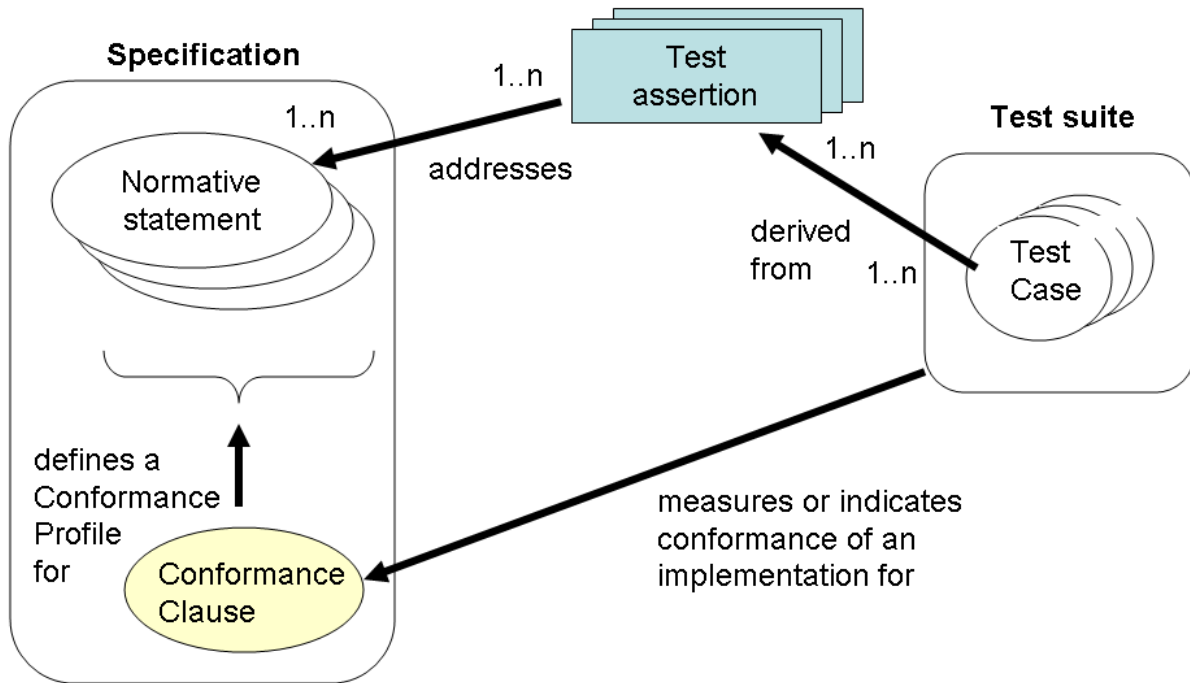 Specification
Normative
statement
defines a
Conformance
Profile
for
Conformance
Clause
1..n
1..n
addresses
Test
assertion
1..n
derived
from
1..n
Test suite
Test
Case
measures or indicates
conformance of an
implementation for